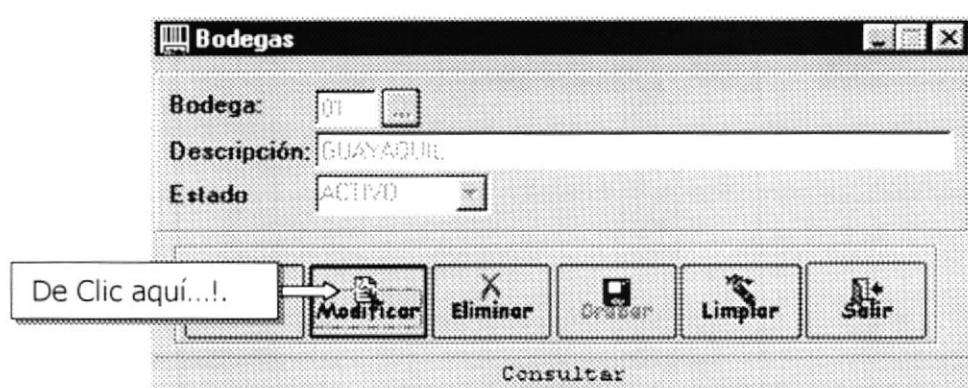 Bodegas
Bodega: 01 ...
Descripción: GUAYAQUIL
Estado ACTIVO
De Clic aquí...!.
Modificar Eliminar Grabar Limpiar Salir
Consultar